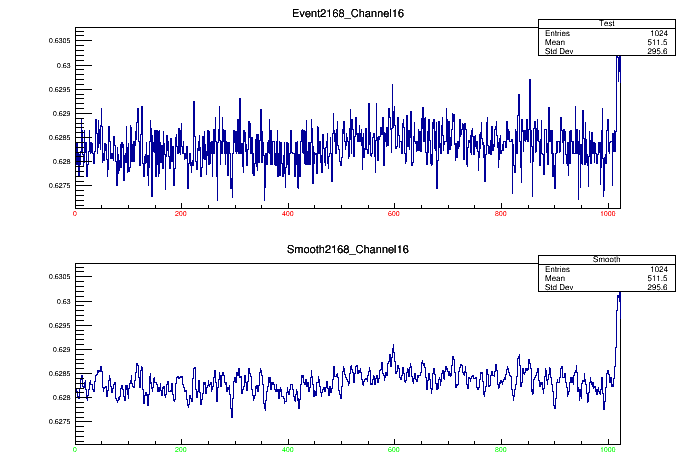 Event2168_Channel16
Test
Entries 1024
Mean 511.5
Std Dev 295.6
0.6305
0.63
0.6295
0.629
0.6285
0.628
0.6275
0 200 400 600 800 1000
Smooth2168_Channel16
Smooth
Entries 1024
Mean 511.5
Std Dev 295.6
0.6305
0.63
0.6295
0.629
0.6285
0.628
0.6275
0 200 400 600 800 1000